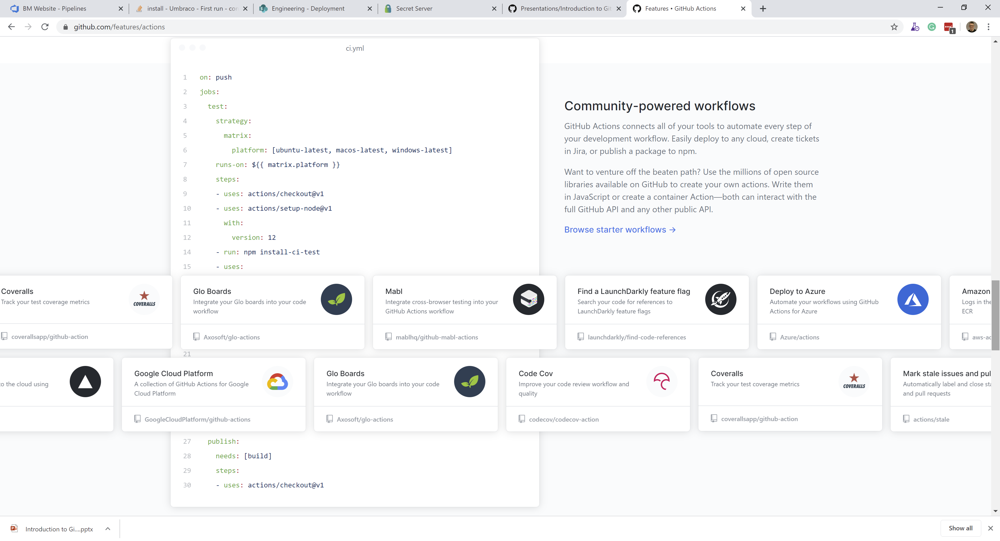 BM Website - Pipelines
install - Umbraco - First run - con
Engineering - Deployment
Secret Server
Presentations/Introduction to Git
Features • GitHub Actions
github.com/features/actions
1
ci.yml
1 on: push
2 jobs:
3 test:
4 strategy:
5 matrix:
6 platform: [ubuntu-latest, macos-latest, windows-latest]
7 runs-on: ${{ matrix.platform }}
8 steps:
9 - uses: actions/checkout@v1
10 - uses: actions/setup-node@v1
11 with:
12 version: 12
14 - run: npm install-ci-test
15 - uses:
Community-powered workflows
GitHub Actions connects all of your tools to automate every step of
your development workflow. Easily deploy to any cloud, create tickets
in Jira, or publish a package to npm.
Want to venture off the beaten path? Use the millions of open source
libraries available on GitHub to create your own actions. Write them
in JavaScript or create a container Action—both can interact with the
full GitHub API and any other public API.
Browse starter workflows →
Coveralls
Track your test coverage metrics
COVERALLS
coverallsapp/github-action
Glo Boards
Integrate your Glo boards into your code
workflow
Axosoft/glo-actions
Mabl
Integrate cross-browser testing into your
GitHub Actions workflow
mablhq/github-mabl-actions
Find a LaunchDarkly feature flag
Search your code for references to
LaunchDarkly feature flags
launchdarkly/find-code-references
Deploy to Azure
Automate your workflows using GitHub
Actions for Azure
Azure/actions
Amazon
Logs in the
ECR
aws-ac
21
o the cloud using
Google Cloud Platform
A collection of GitHub Actions for Google
Cloud Platform
GoogleCloudPlatform/github-actions
Glo Boards
Integrate your Glo boards into your code
workflow
Axosoft/glo-actions
Code Cov
Improve your code review workflow and
quality
codecov/codecov-action
Coveralls
Track your test coverage metrics
COVERALLS
coverallsapp/github-action
Mark stale issues and pul
Automatically label and close sta
and pull requests
actions/stale
27 publish:
28 needs: [build]
29 steps:
30 - uses: actions/checkout@v1
Introduction to Gi....pptx
Show all